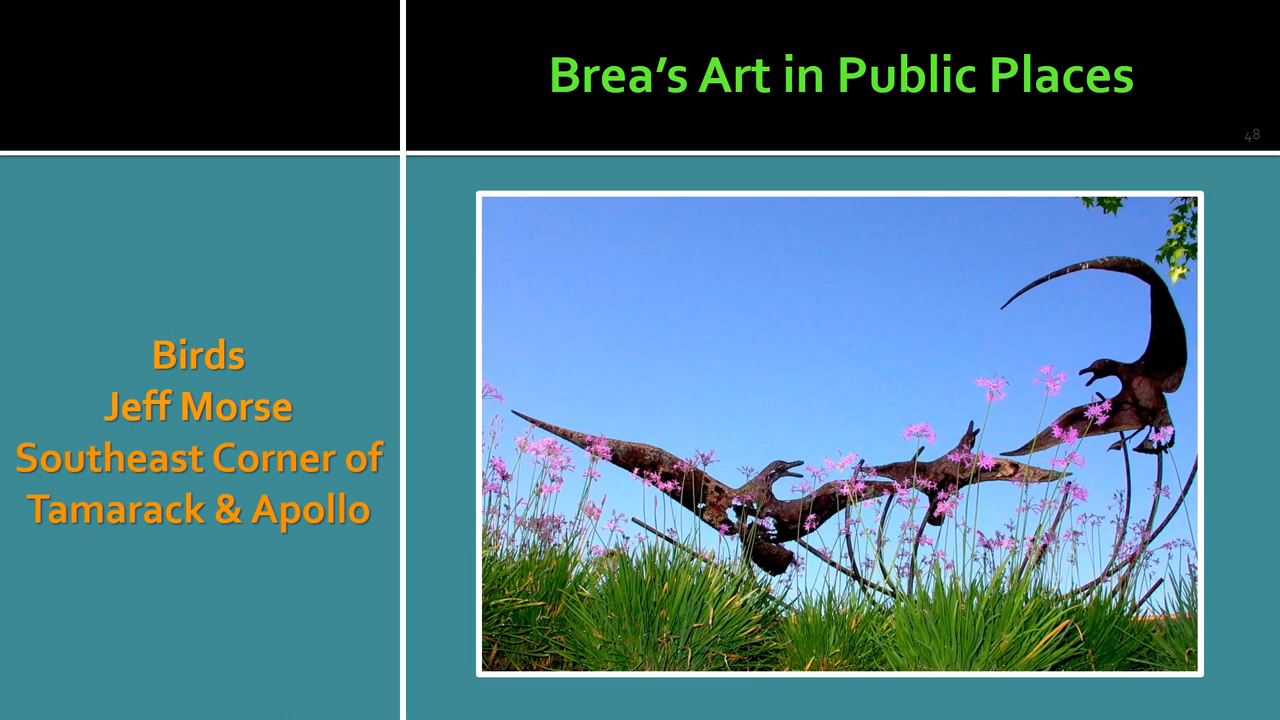 Brea’s Art in Public Places
48
Birds
Jeff Morse
Southeast Corner of
Tamarack & Apollo